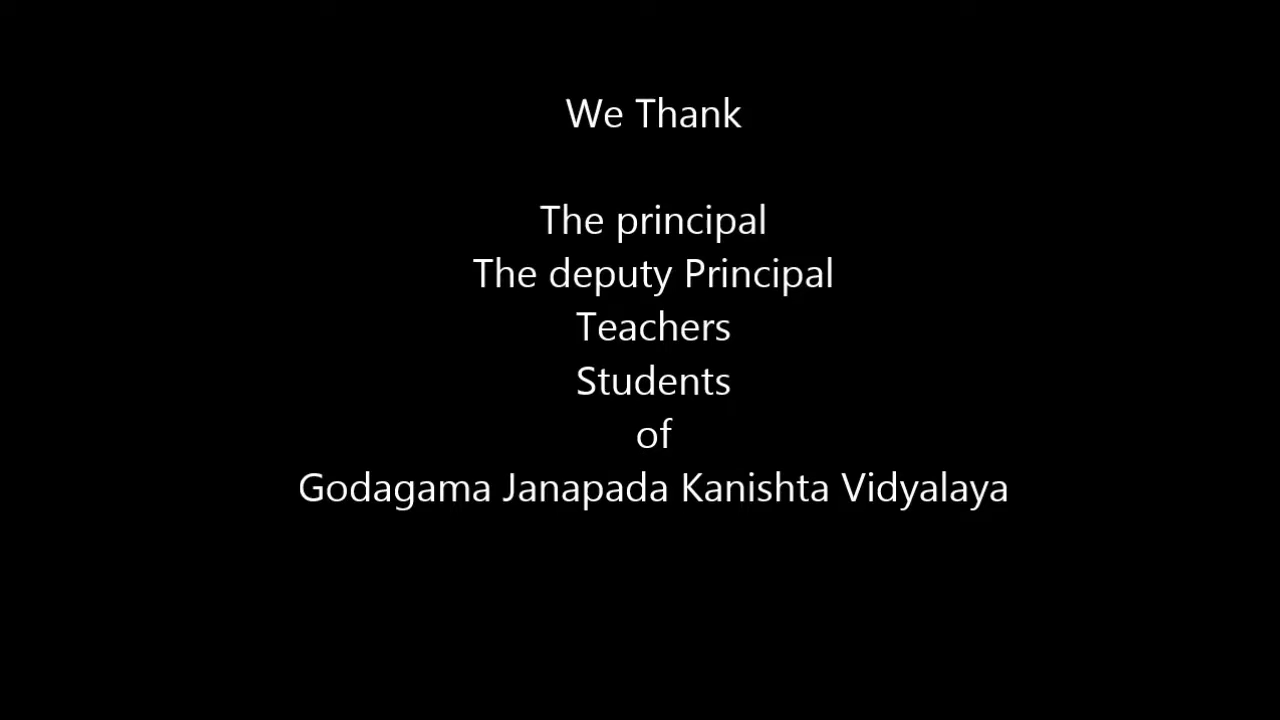 We Thank
The principal
The deputy Principal
Teachers
Students
of
Godagama Janapada Kanishta Vidyalaya